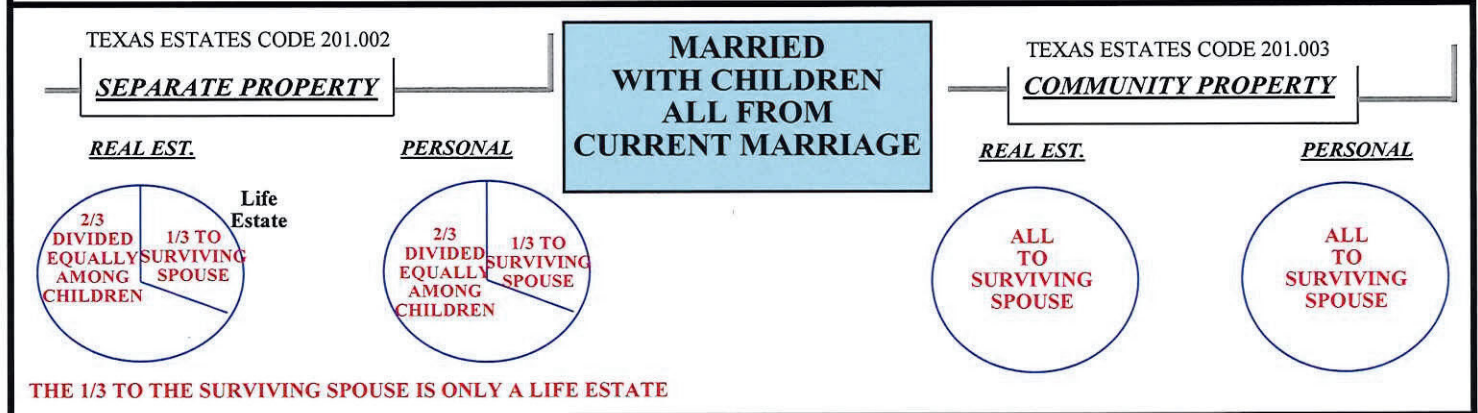 TEXAS ESTATES CODE 201.002
SEPARATE PROPERTY
MARRIED
WITH CHILDREN
ALL FROM
CURRENT MARRIAGE
TEXAS ESTATES CODE 201.003
COMMUNITY PROPERTY
REAL EST.
PERSONAL
REAL EST.
PERSONAL
2/3
DIVIDED
EQUALLY
AMONG
CHILDREN
1/3 TO
SURVIVING
SPOUSE
Life
Estate
2/3
DIVIDED
EQUALLY
AMONG
CHILDREN
1/3 TO
SURVIVING
SPOUSE
ALL
TO
SURVIVING
SPOUSE
ALL
TO
SURVIVING
SPOUSE
THE 1/3 TO THE SURVIVING SPOUSE IS ONLY A LIFE ESTATE